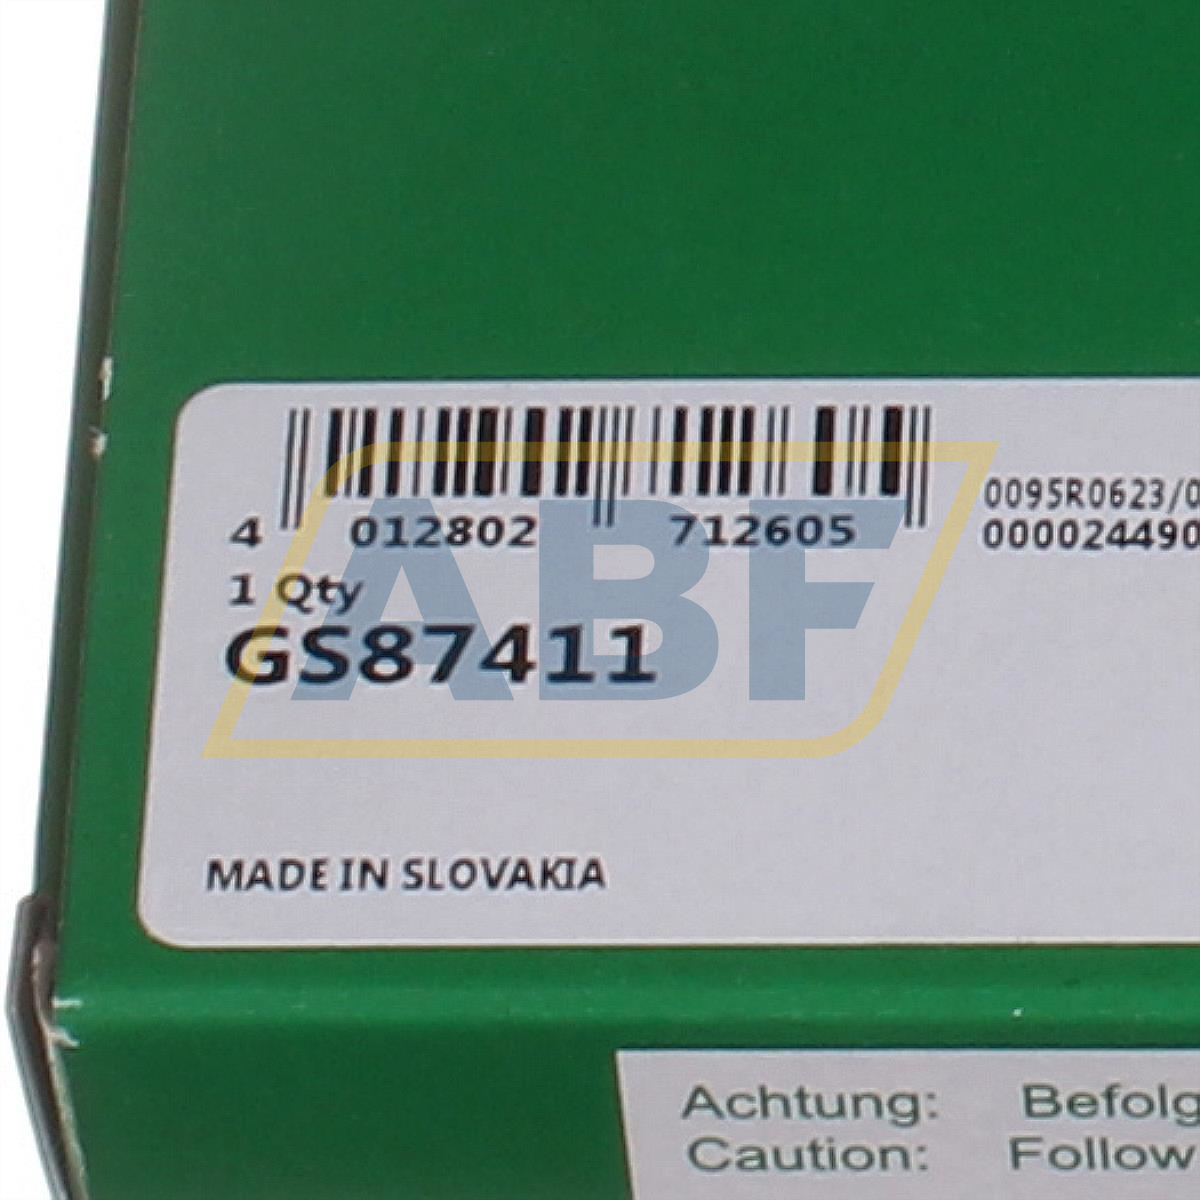 4 012802 712605
0095R0623/0
000024490
1 Qty
GS87411
ABF
MADE IN SLOVAKIA
Achtung: Befolg
Caution: Follow